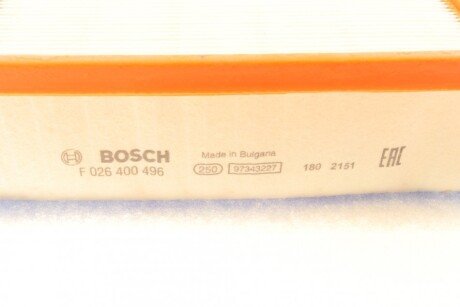 BOSCH
F 026 400 496
Made in Bulgaria
250 97343227
180 2151
EAC